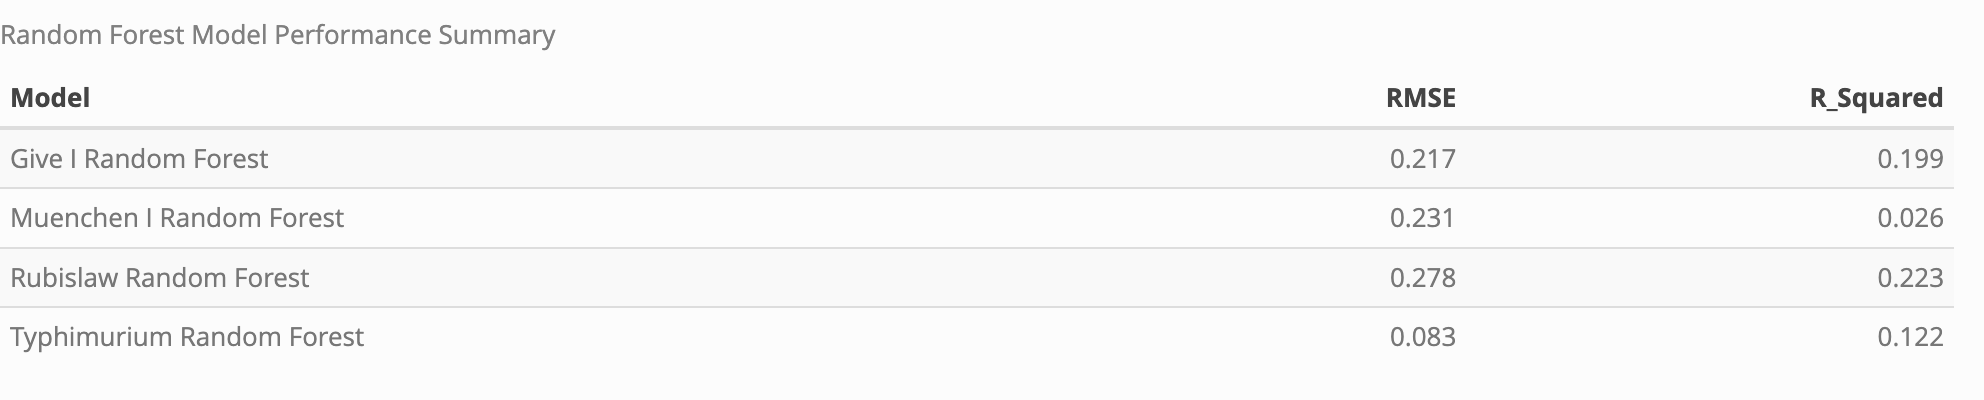 Random Forest Model Performance Summary
Model RMSE R_Squared
Give I Random Forest 0.217 0.199
Muenchen I Random Forest 0.231 0.026
Rubislaw Random Forest 0.278 0.223
Typhimurium Random Forest 0.083 0.122